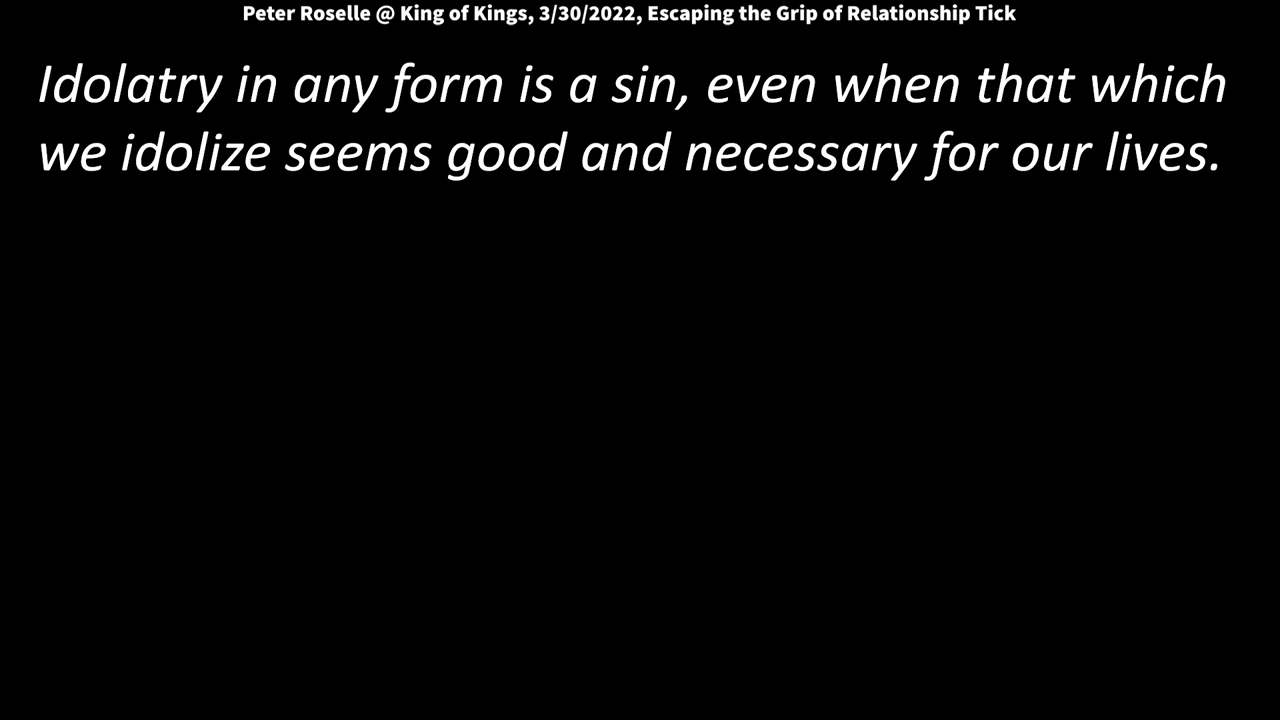 Peter Roselle @ King of Kings, 3/30/2022, Escaping the Grip of Relationship Tick
Idolatry in any form is a sin, even when that which
we idolize seems good and necessary for our lives.